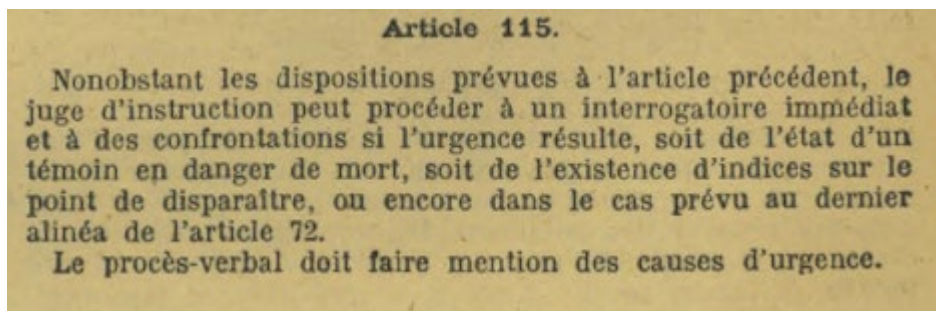 Article 115.
Nonobstant les dispositions prévues à l'article précédent, le
juge d'instruction peut procéder à un interrogatoire immédiat
et à des confrontations si l'urgence résulte, soit de l'état d'un
témoin en danger de mort, soit de l'existence d'indices sur le
point de disparaître, ou encore dans le cas prévu au dernier
alinéa de l'article 72.
Le procès-verbal doit faire mention des causes d'urgence.